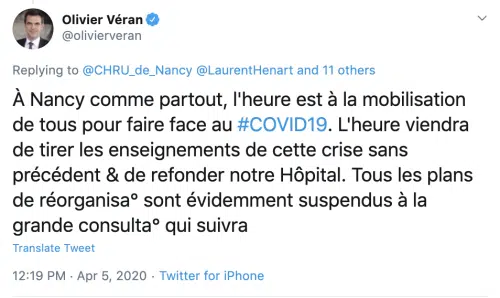 Olivier Véran
@olivierveran
Replying to @CHRU_de_Nancy @LaurentHenart and 11 others
À Nancy comme partout, l'heure est à la mobilisation
de tous pour faire face au #COVID19. L'heure viendra
de tirer les enseignements de cette crise sans
précédent & de refonder notre Hôpital. Tous les plans
de réorganisa° sont évidemment suspendus à la
grande consulta° qui suivra
Translate Tweet
12:19 PM · Apr 5, 2020 · Twitter for iPhone